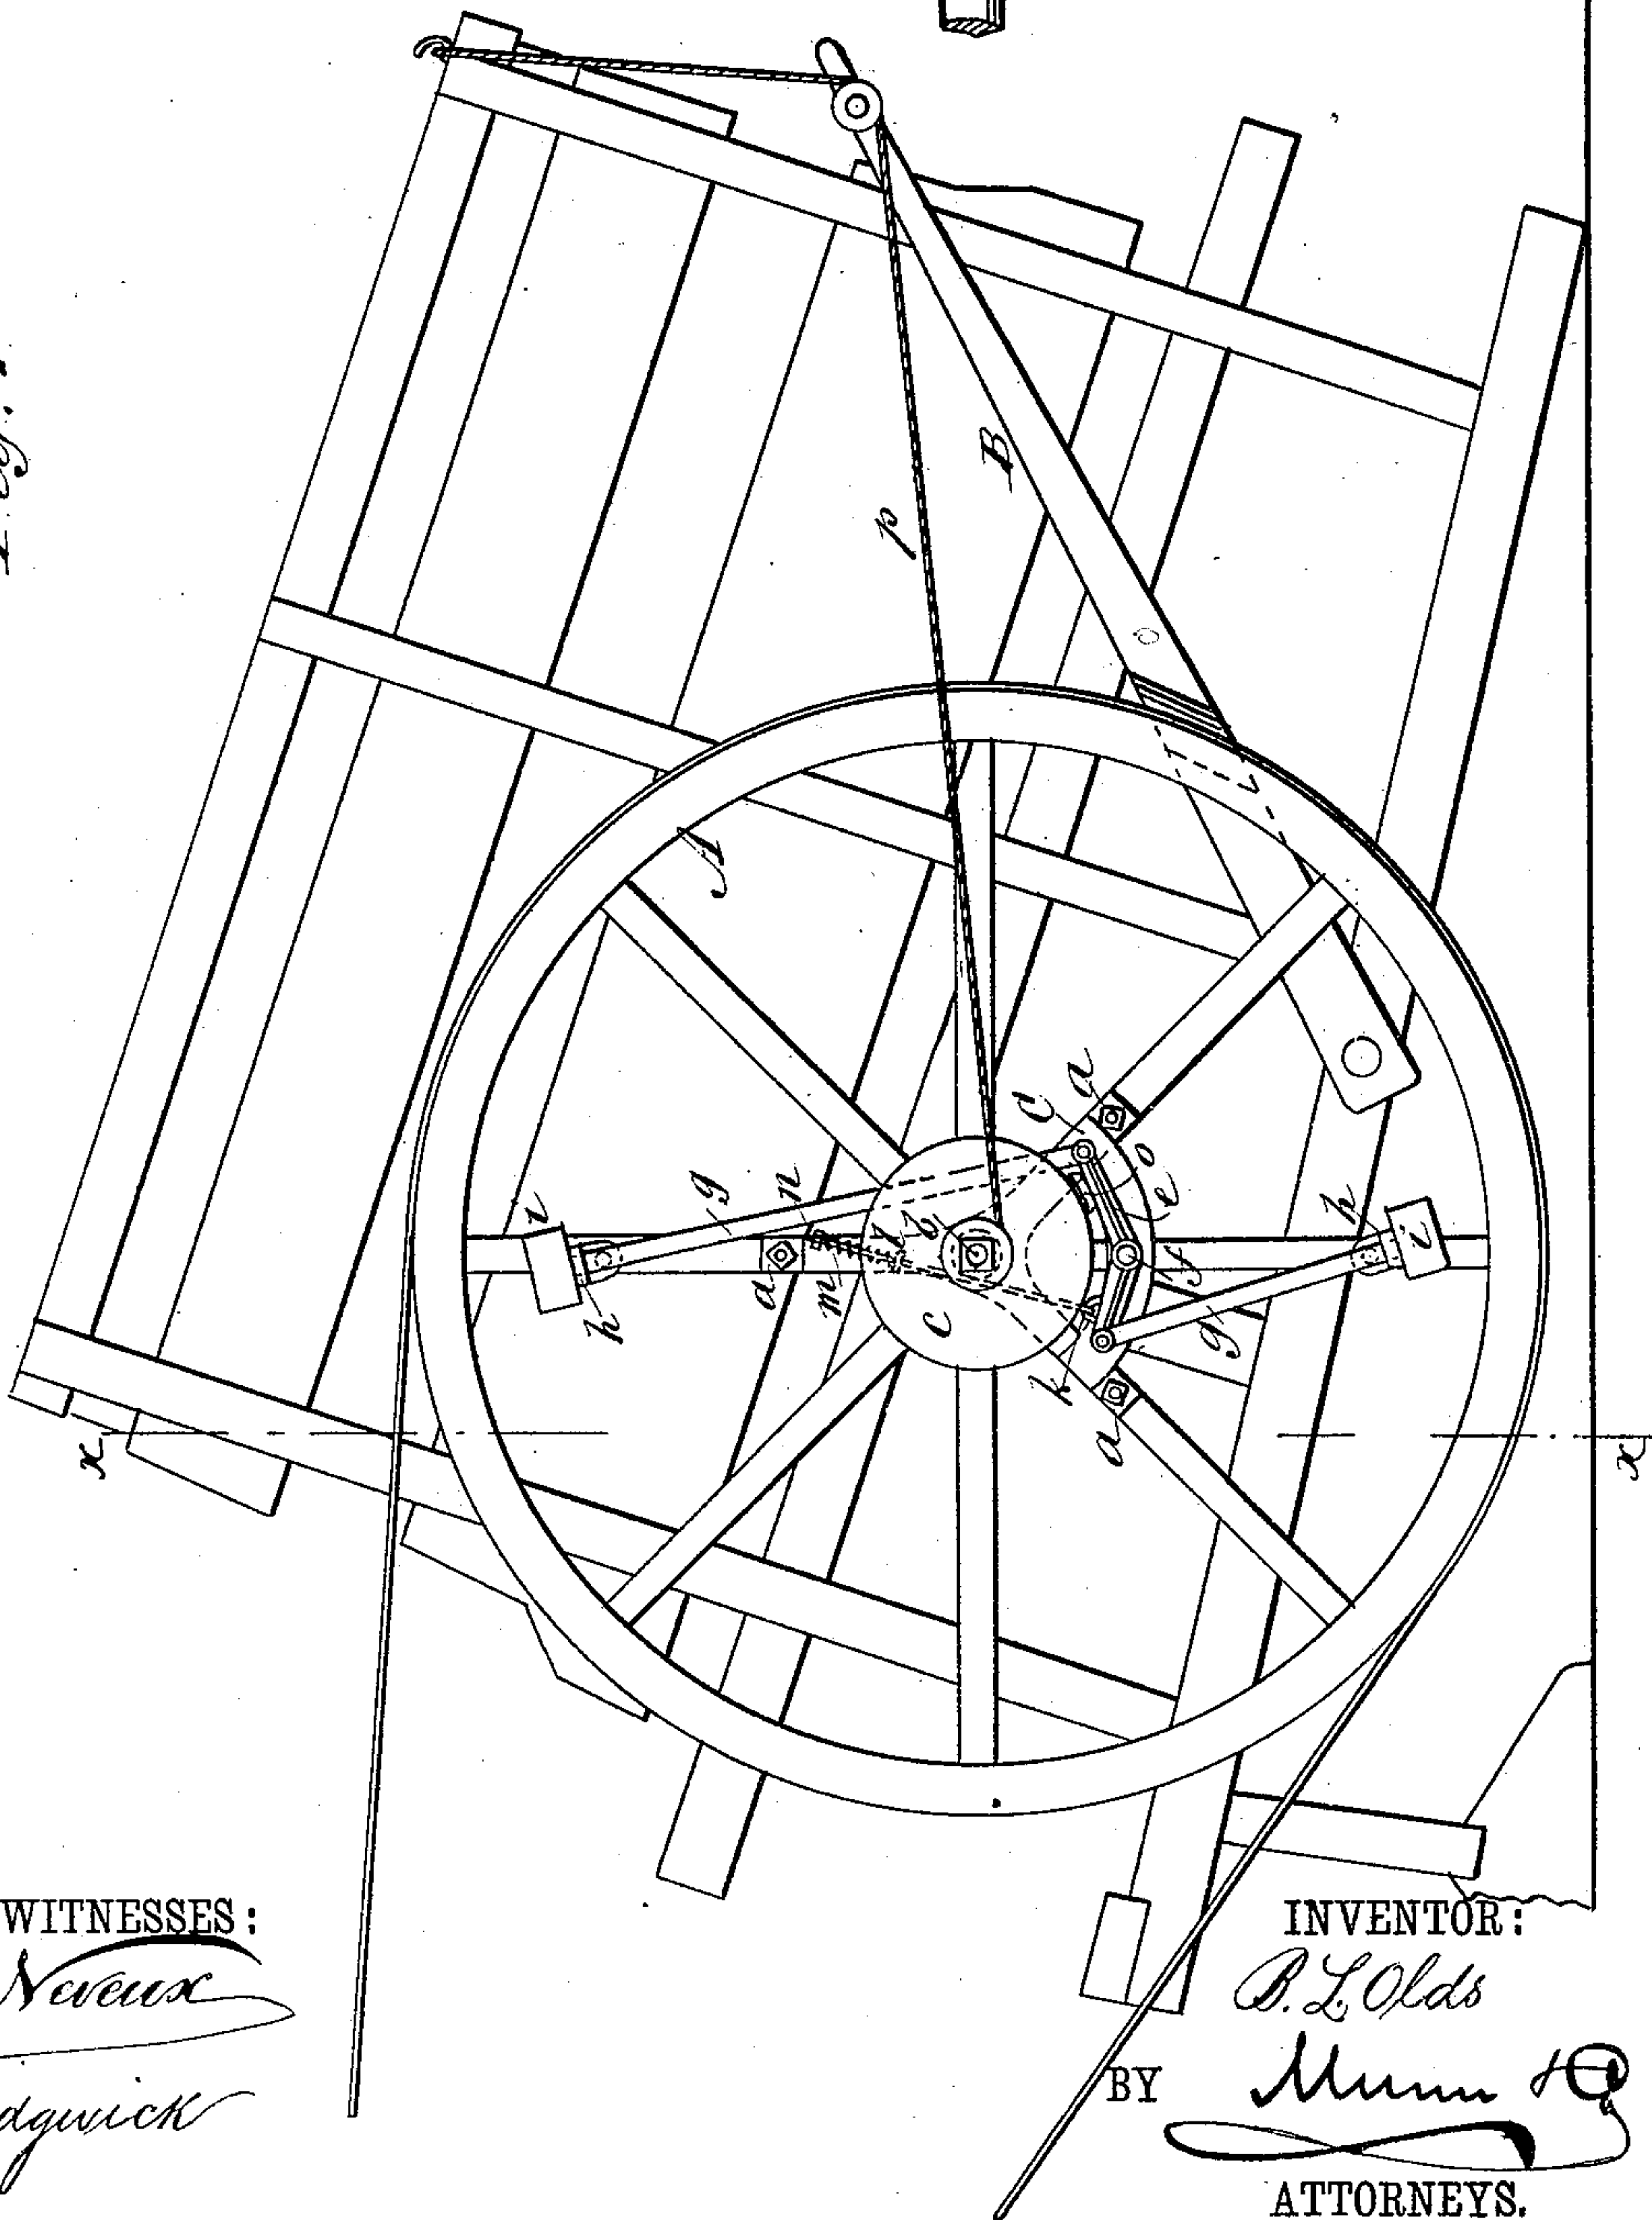 B
p
A
C
a
g
n
l
b
e
o
i
h
h
i
a
m
c
f
g
h
k
a
x
x
WITNESSES:
Neveux
dgwick
INVENTOR:
B. L. Olds
BY Munn & Co
ATTORNEYS.